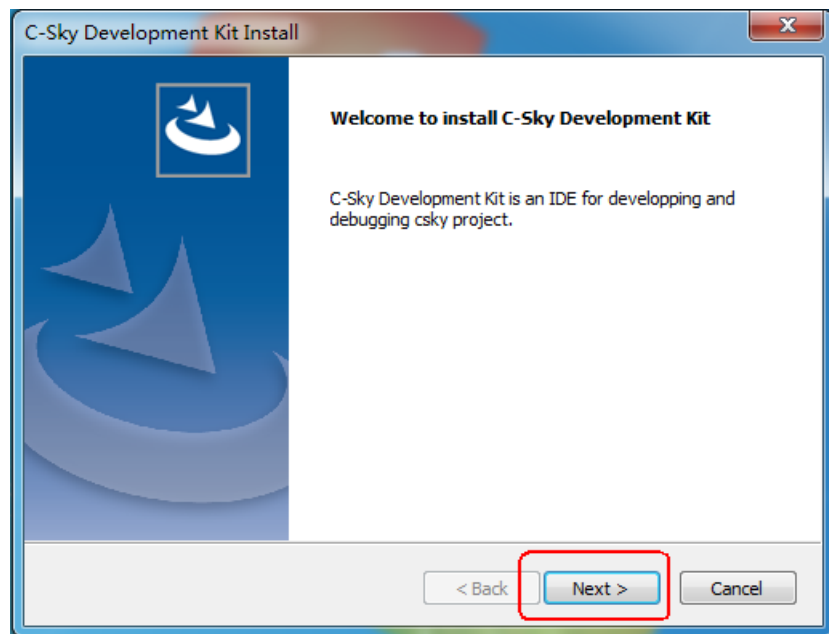 C-Sky Development Kit Install
X
Welcome to install C-Sky Development Kit
C-Sky Development Kit is an IDE for developping and
debugging csky project.
< Back Next > Cancel